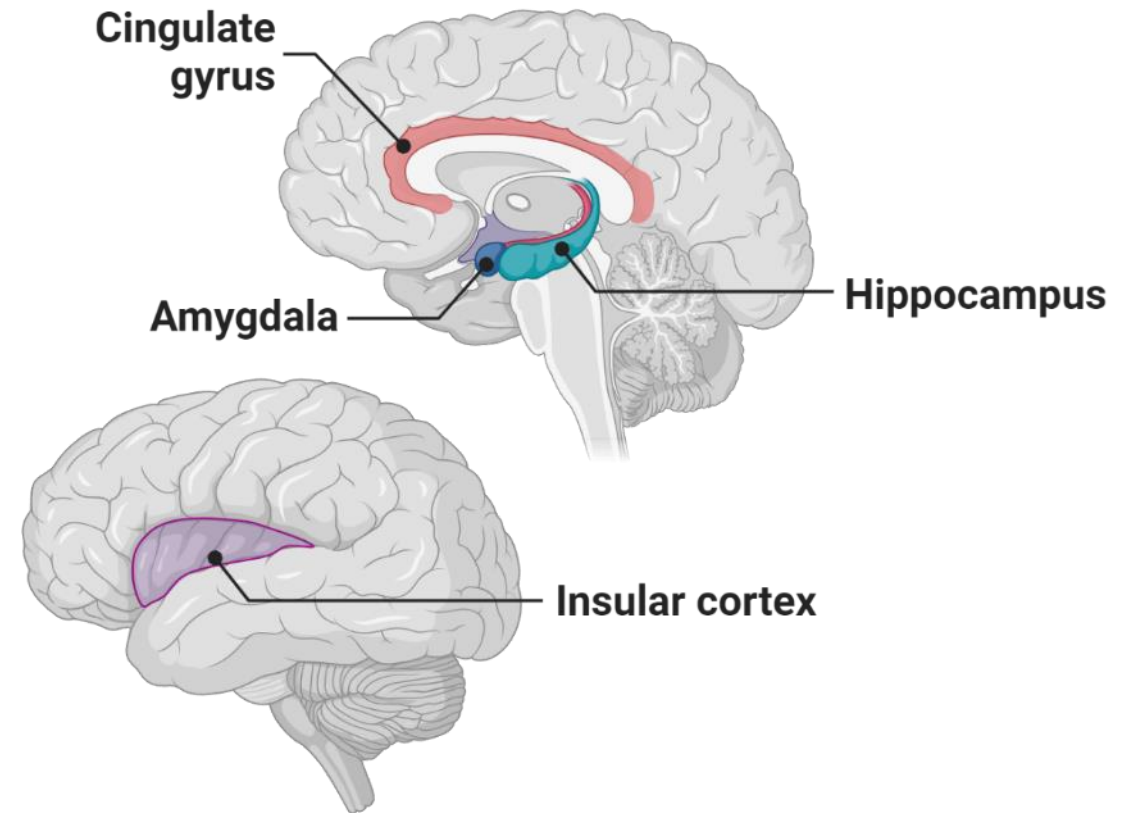 Cingulate
gyrus
Amygdala
Hippocampus
Insular cortex